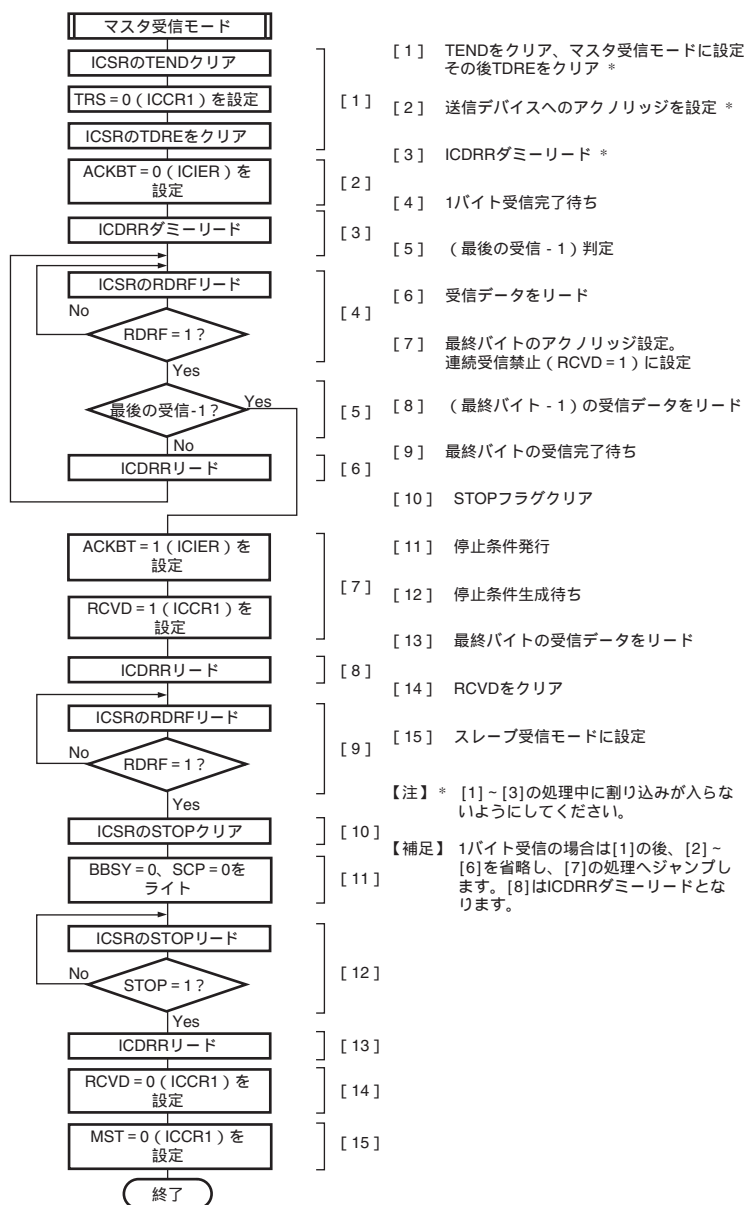 マスタ受信モード
ICSRのTENDクリア
TRS = 0 ( ICCR1 ) を設定
ICSRのTDREをクリア
[ 1 ]
ACKBT = 0 ( ICIER ) を
設定
[ 2 ]
ICDRRダミーリード
[ 3 ]
ICSRのRDRFリード
No
RDRF = 1 ?
[ 4 ]
Yes
最後の受信-1 ?
Yes
[ 5 ]
No
ICDRRリード
[ 6 ]
ACKBT = 1 ( ICIER ) を
設定
RCVD = 1 ( ICCR1 ) を
設定
[ 7 ]
ICDRRリード
[ 8 ]
ICSRのRDRFリード
No
RDRF = 1 ?
[ 9 ]
Yes
ICSRのSTOPクリア
[ 10 ]
BBSY = 0、SCP = 0を
ライト
[ 11 ]
ICSRのSTOPリード
No
STOP = 1 ?
[ 12 ]
Yes
ICDRRリード
[ 13 ]
RCVD = 0 ( ICCR1 ) を
設定
[ 14 ]
MST = 0 ( ICCR1 ) を
設定
[ 15 ]
終了
[ 1 ] TENDをクリア、マスタ受信モードに設定
その後TDREをクリア *
[ 2 ] 送信デバイスへのアクノリッジを設定 *
[ 3 ] ICDRRダミーリード *
[ 4 ] 1バイト受信完了待ち
[ 5 ] ( 最後の受信 - 1 ) 判定
[ 6 ] 受信データをリード
[ 7 ] 最終バイトのアクノリッジ設定。
連続受信禁止 ( RCVD = 1 ) に設定
[ 8 ] ( 最終バイト - 1 ) の受信データをリード
[ 9 ] 最終バイトの受信完了待ち
[ 10 ] STOPフラグクリア
[ 11 ] 停止条件発行
[ 12 ] 停止条件生成待ち
[ 13 ] 最終バイトの受信データをリード
[ 14 ] RCVDをクリア
[ 15 ] スレーブ受信モードに設定
【注】 * [1] ~ [3]の処理中に割り込みが入らな
いようにしてください。
【補足】 1バイト受信の場合は[1]の後、[2] ~
[6]を省略し、[7]の処理へジャンプし
ます。[8]はICDRRダミーリードとな
ります。